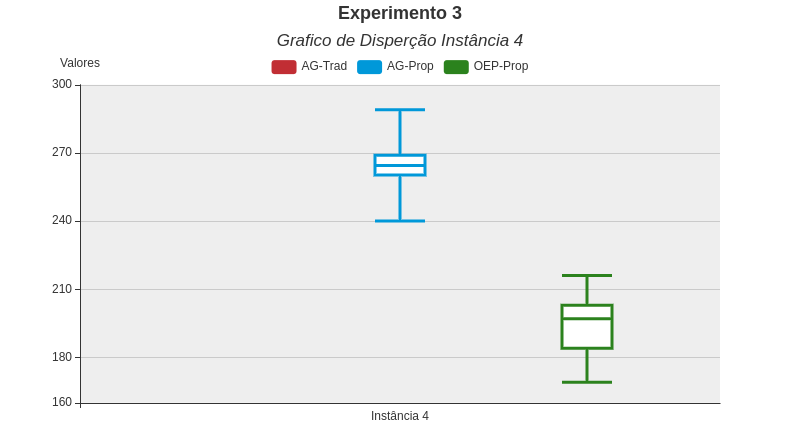 Experimento 3
Grafico de Disperção Instância 4
Valores
AG-Trad AG-Prop OEP-Prop
300
270
240
210
180
160
Instância 4